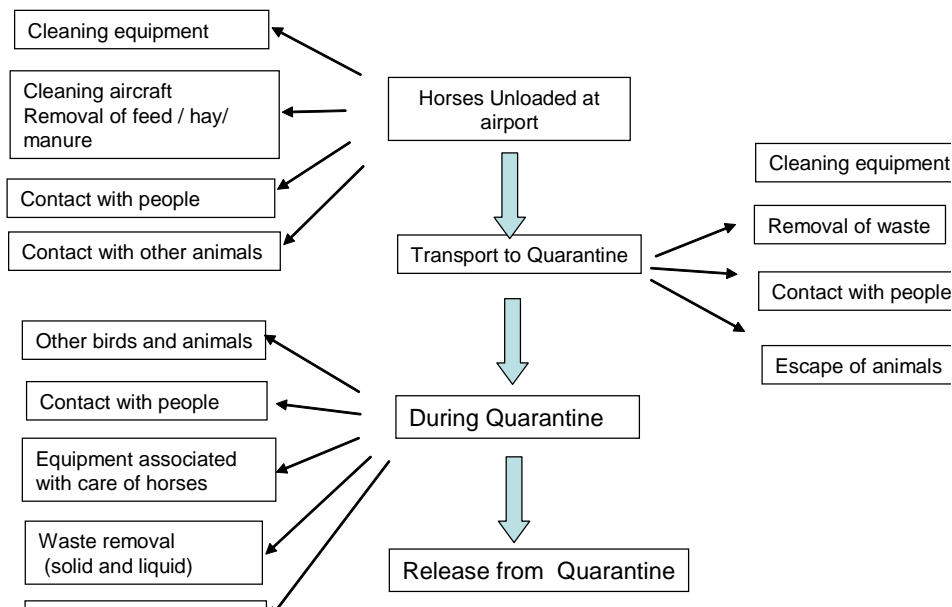 Cleaning equipment
Cleaning aircraft
Removal of feed / hay/
manure
Contact with people
Contact with other animals
Horses Unloaded at
airport
Transport to Quarantine
Cleaning equipment
Removal of waste
Contact with people
Escape of animals
Other birds and animals
Contact with people
Equipment associated
with care of horses
Waste removal
(solid and liquid)
During Quarantine
Release from Quarantine